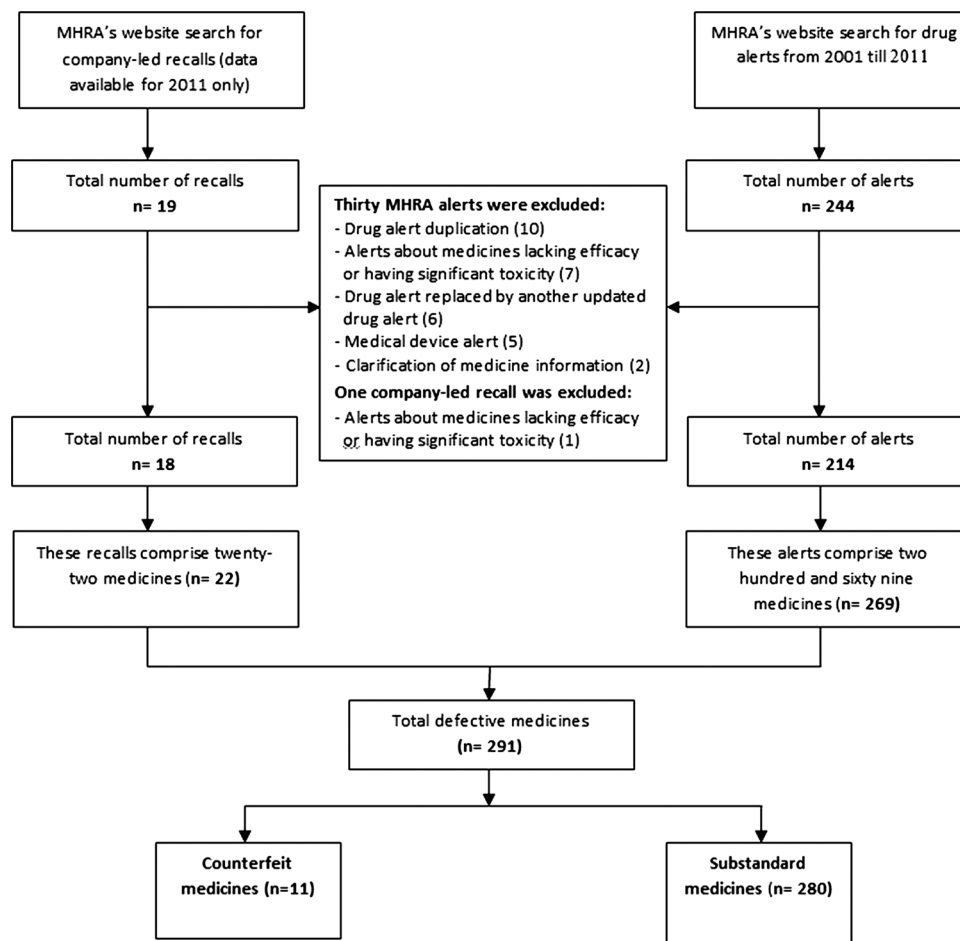 MHRA's website search for
company-led recalls (data
available for 2011 only)
MHRA's website search for drug
alerts from 2001 till 2011
Total number of recalls
n= 19
Total number of alerts
n= 244
Thirty MHRA alerts were excluded:
- Drug alert duplication (10)
- Alerts about medicines lacking efficacy
or having significant toxicity (7)
- Drug alert replaced by another updated
drug alert (6)
- Medical device alert (5)
- Clarification of medicine information (2)
One company-led recall was excluded:
- Alerts about medicines lacking efficacy
or having significant toxicity (1)
Total number of recalls
n= 18
Total number of alerts
n= 214
These recalls comprise twenty-
two medicines (n= 22)
These alerts comprise two
hundred and sixty nine
medicines (n= 269)
Total defective medicines
(n= 291)
Counterfeit
medicines (n=11)
Substandard
medicines (n= 280)